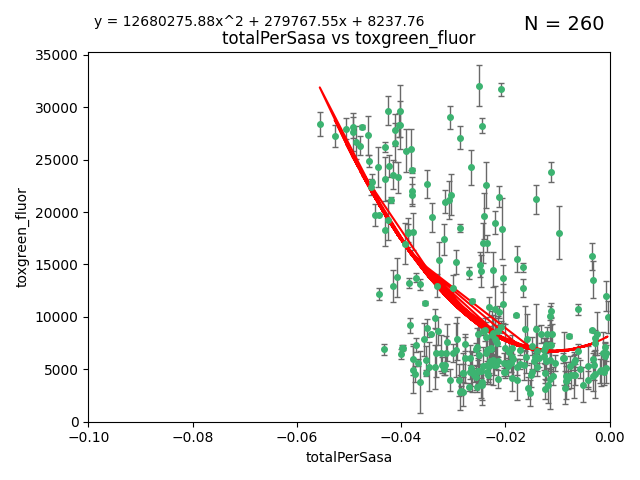 y = 12680275.88x^2 + 279767.55x + 8237.76
N = 260
totalPerSasa vs toxgreen_fluor
35000
30000
25000
20000
15000
10000
5000
0
toxgreen_fluor
−0.10
−0.08
−0.06
−0.04
−0.02
0.00
totalPerSasa